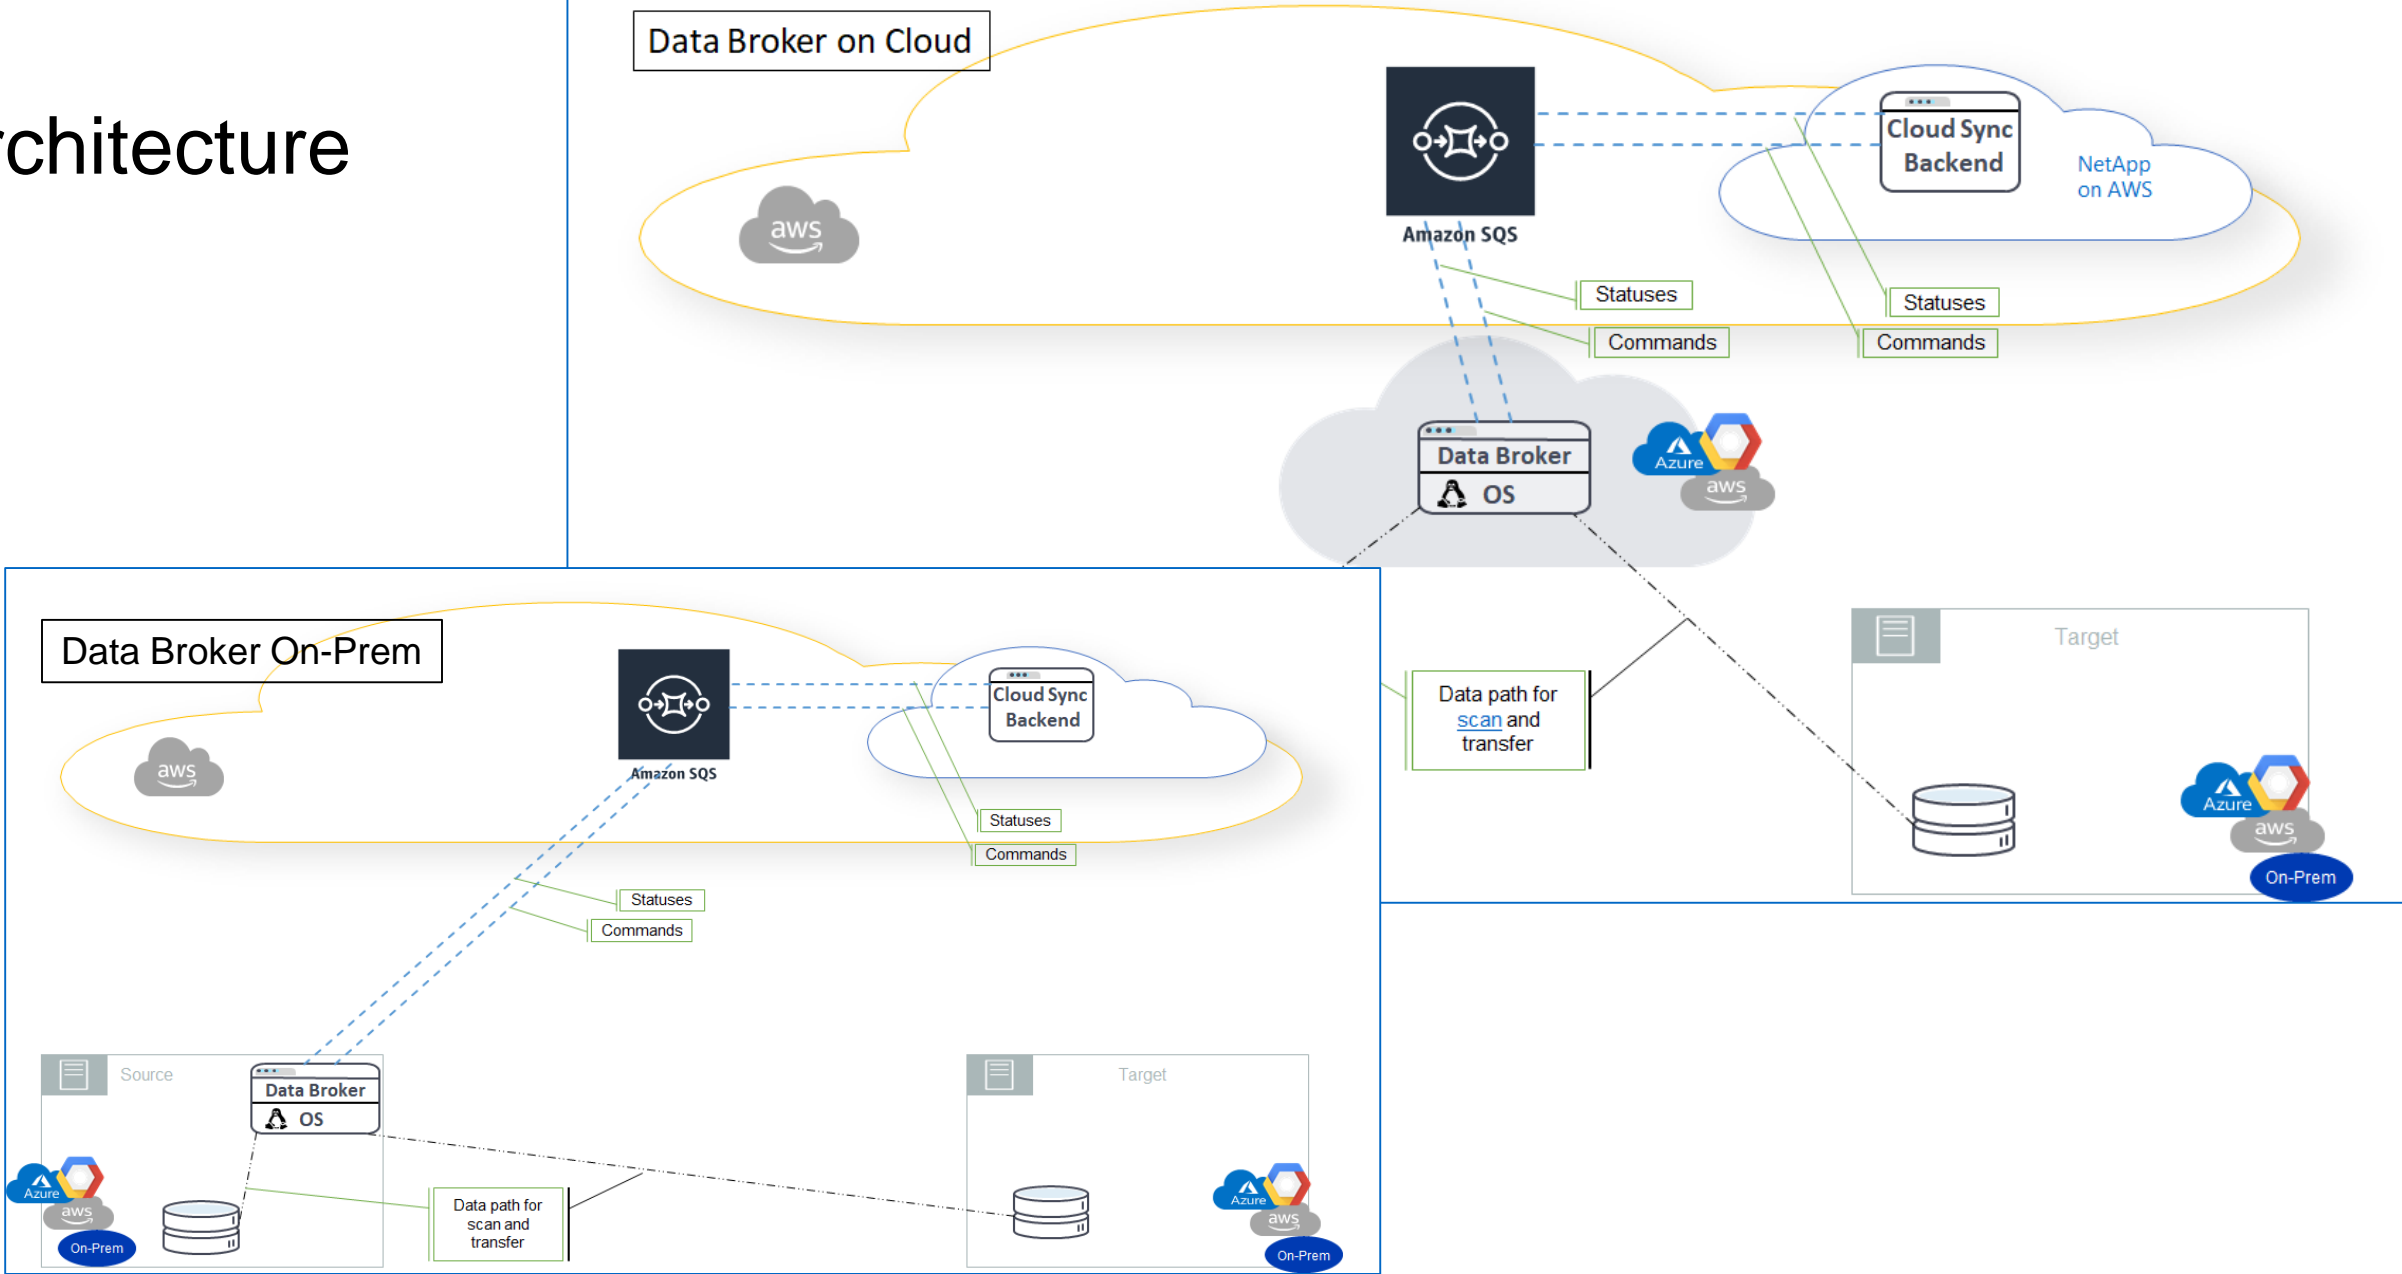 rchitecture
Data Broker on Cloud
aws
Amazon SQS
Cloud Sync
Backend
NetApp
on AWS
Statuses
Commands
Statuses
Commands
Data Broker
OS
Azure
aws
Data path for
scan and
transfer
Target
Azure
aws
On-Prem
Data Broker On-Prem
aws
Amazon SQS
Cloud Sync
Backend
Statuses
Commands
Statuses
Commands
Source
Data Broker
OS
Azure
aws
On-Prem
Data path for
scan and
transfer
Target
Azure
aws
On-Prem